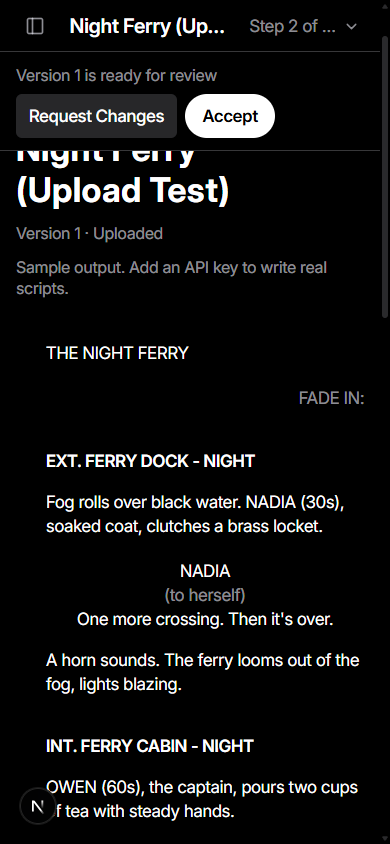 Night Ferry (Up...
Step 2 of ...
Version 1 is ready for review
Request Changes
Accept
Night Ferry
(Upload Test)
Version 1 · Uploaded
Sample output. Add an API key to write real
scripts.
THE NIGHT FERRY
FADE IN:
EXT. FERRY DOCK - NIGHT
Fog rolls over black water. NADIA (30s),
soaked coat, clutches a brass locket.
NADIA
(to herself)
One more crossing. Then it's over.
A horn sounds. The ferry looms out of the
fog, lights blazing.
INT. FERRY CABIN - NIGHT
OWEN (60s), the captain, pours two cups
of tea with steady hands.
N